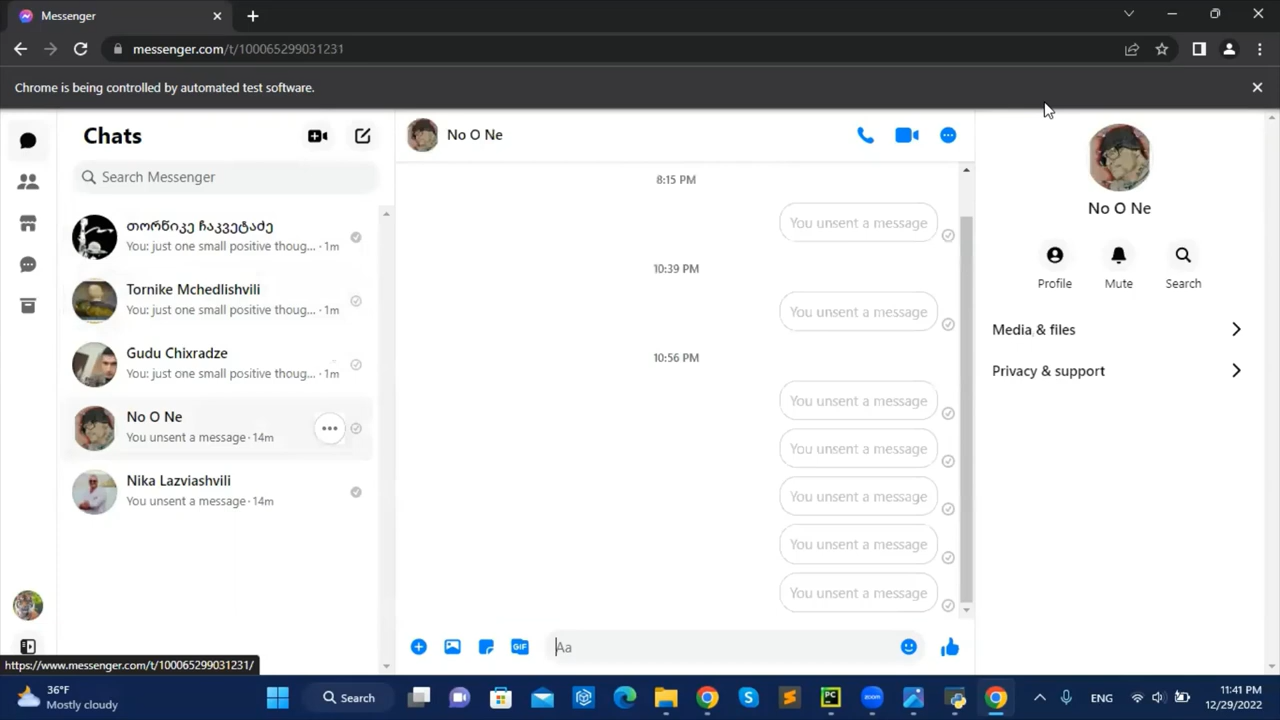 Messenger
messenger.com/t/100065299031231
Chrome is being controlled by automated test software.
Chats
Search Messenger
თორნიკე ჩაკვეტაძე
You: just one small positive thoug... · 1m
Tornike Mchedlishvili
You: just one small positive thoug... · 1m
Gudu Chixradze
You: just one small positive thoug... · 1m
No O Ne
You unsent a message · 14m
Nika Lazviashvili
You unsent a message · 14m
https://www.messenger.com/t/100065299031231/
No O Ne
8:15 PM
You unsent a message
10:39 PM
You unsent a message
10:56 PM
You unsent a message
You unsent a message
You unsent a message
You unsent a message
You unsent a message
GIF
Aa
No O Ne
Profile
Mute
Search
Media & files
Privacy & support
36°F
Mostly cloudy
Search
PC
zoom
ENG
11:41 PM
12/29/2022